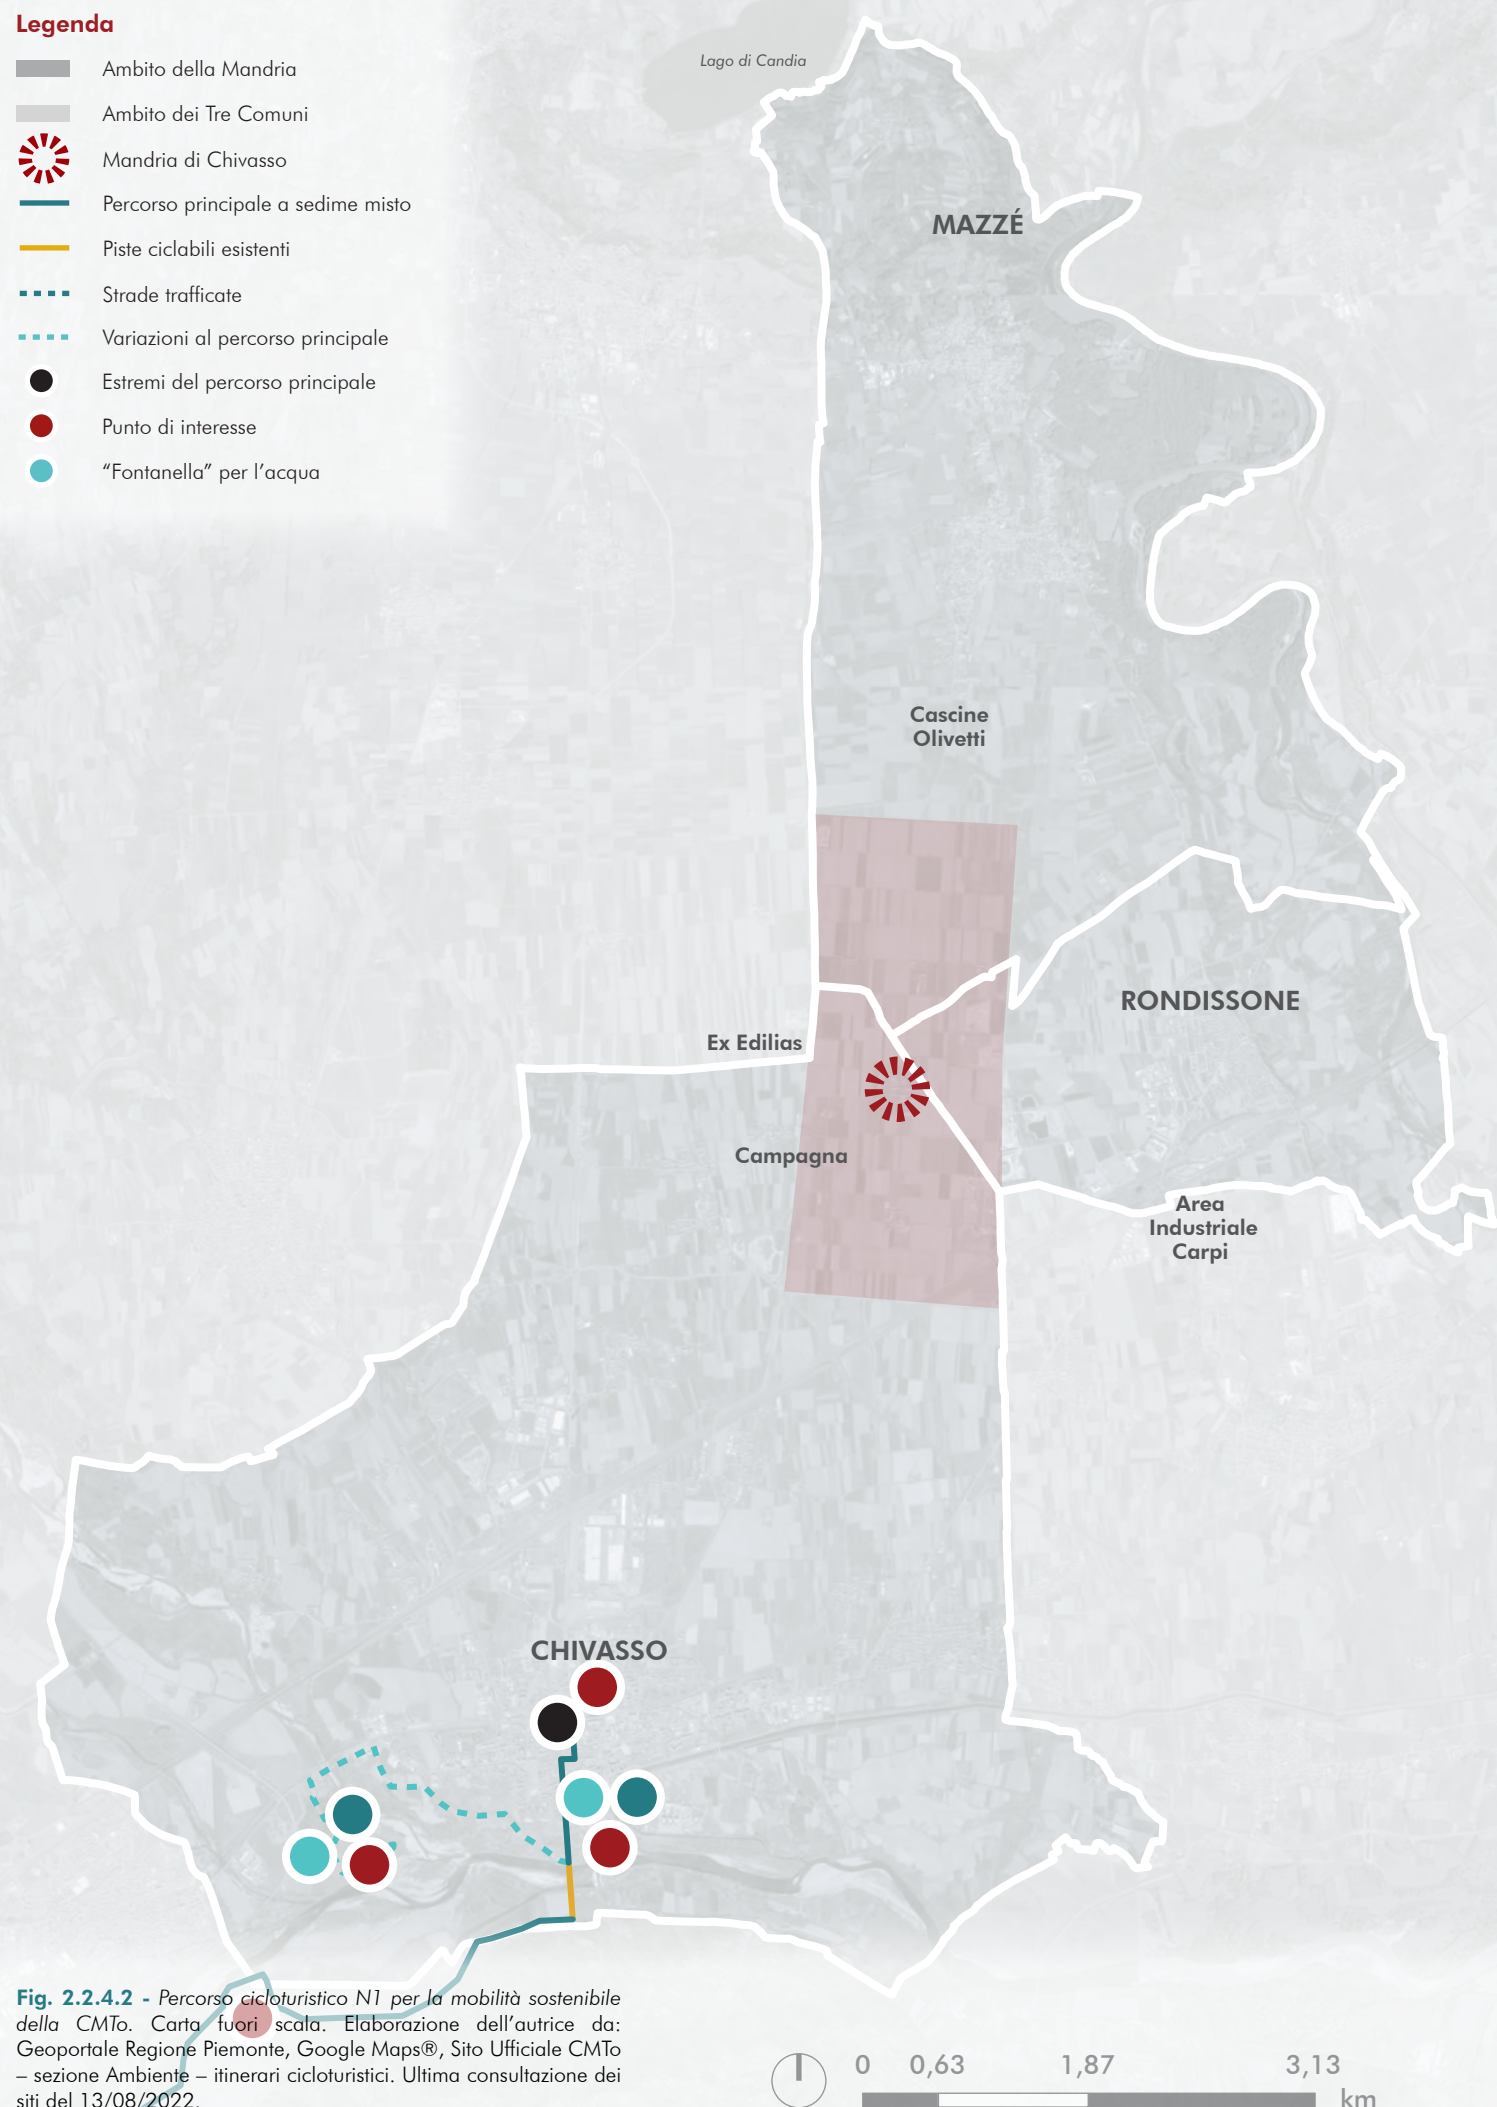 Legenda
Ambito della Mandria
Ambito dei Tre Comuni
Mandria di Chivasso
Percorso principale a sedime misto
Piste ciclabili esistenti
Strade trafficate
Variazioni al percorso principale
Estremi del percorso principale
Punto di interesse
“Fontanella” per l’acqua
Lago di Candia
MAZZÉ
Cascine
Olivetti
RONDISSONE
Ex Edilias
Campagna
Area
Industriale
Carpi
CHIVASSO
Fig. 2.2.4.2 - Percorso cicloturistico N1 per la mobilità sostenibile
della CMTo. Carta fuori scala. Elaborazione dell’autrice da:
Geoportale Regione Piemonte, Google Maps®, Sito Ufficiale CMTo
– sezione Ambiente – itinerari cicloturistici. Ultima consultazione dei
siti del 13/08/2022.
0 0,63 1,87 3,13
km